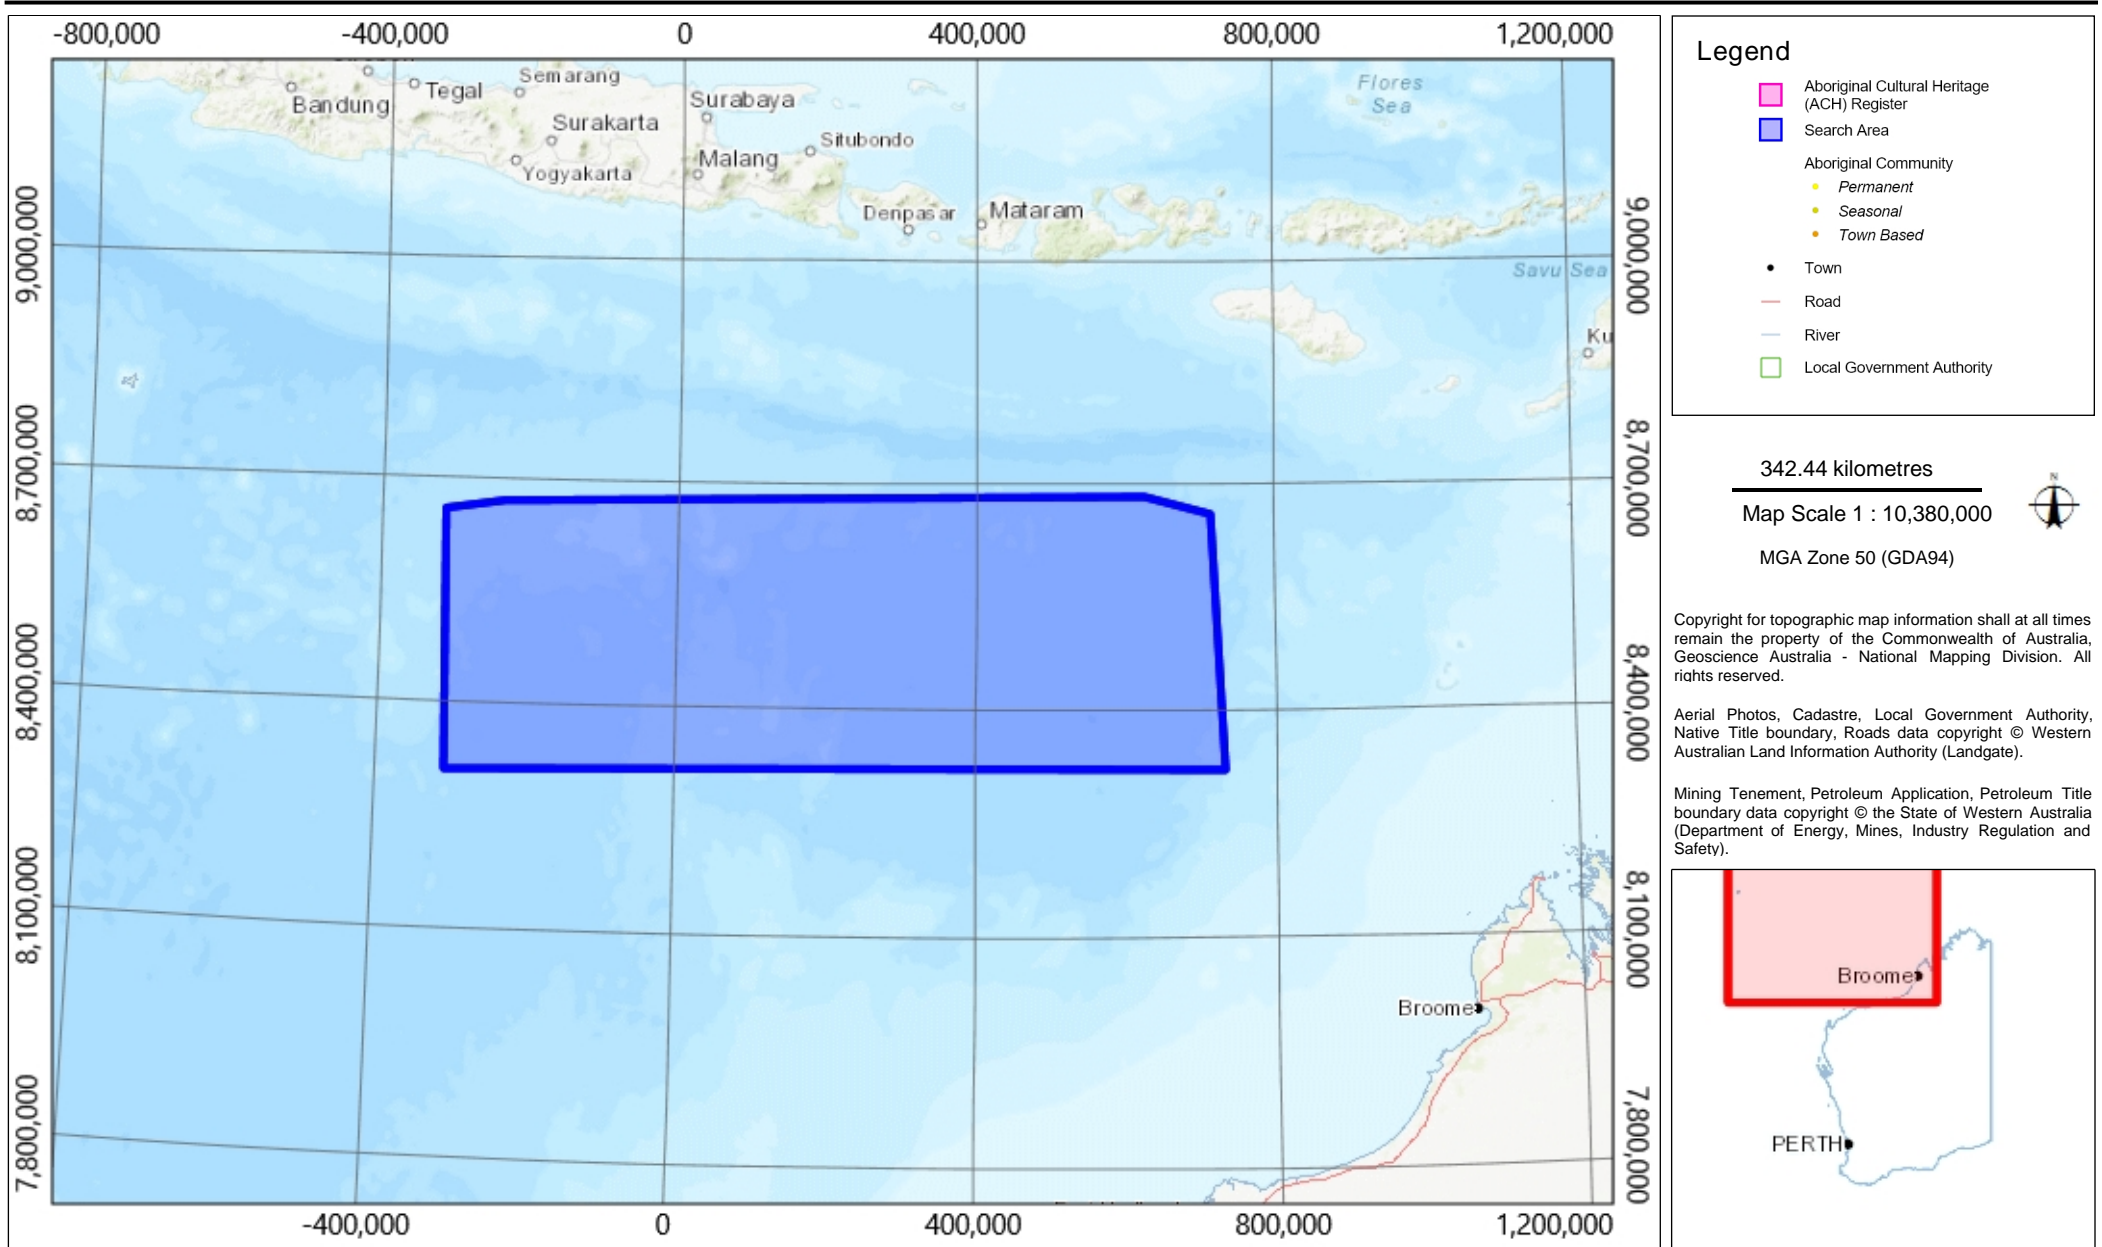 -800,000 -400,000 0 400,000 800,000 1,200,000
Semarang
Tegal
Bandung
Surabaya
Surakarta
Situbondo
Malang
Yogyakarta
Flores
Sea
Denpasar
Mataram
Savu Sea
Ku
9,000,000
8,700,000
8,400,000
8,100,000
7,800,000
9,000,000
8,700,000
8,400,000
8,100,000
7,800,000
Broome
-400,000 0 400,000 800,000 1,200,000
Legend
Aboriginal Cultural Heritage
(ACH) Register
Search Area
Aboriginal Community
Permanent
Seasonal
Town Based
Town
Road
River
Local Government Authority
342.44 kilometres
Map Scale 1 : 10,380,000
MGA Zone 50 (GDA94)
N
Copyright for topographic map information shall at all times
remain the property of the Commonwealth of Australia,
Geoscience Australia - National Mapping Division. All
rights reserved.
Aerial Photos, Cadastre, Local Government Authority,
Native Title boundary, Roads data copyright © Western
Australian Land Information Authority (Landgate).
Mining Tenement, Petroleum Application, Petroleum Title
boundary data copyright © the State of Western Australia
(Department of Energy, Mines, Industry Regulation and
Safety).
Broome
PERTH